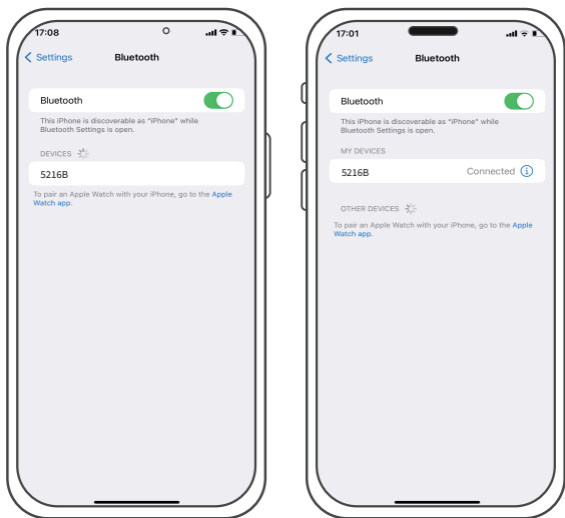 17:08
Settings
Bluetooth
Bluetooth
This iPhone is discoverable as "iPhone" while
Bluetooth Settings is open.
DEVICES
5216B
To pair an Apple Watch with your iPhone, go to the Apple
Watch app.
17:01
Settings
Bluetooth
Bluetooth
This iPhone is discoverable as "iPhone" while
Bluetooth Settings is open.
MY DEVICES
5216B Connected
OTHER DEVICES
To pair an Apple Watch with your iPhone, go to the Apple
Watch app.